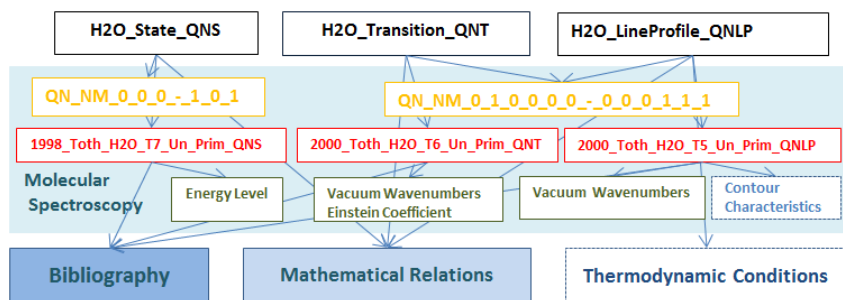 H2O_State_QNS
H2O_Transition_QNT
H2O_LineProfile_QNLP
QN_NM_0_0_0_-_1_0_1
QN_NM_0_1_0_0_0_0_-_0_0_0_1_1_1
1998_Toth_H2O_T7_Un_Prim_QNS
2000_Toth_H2O_T6_Un_Prim_QNT
2000_Toth_H2O_T5_Un_Prim_QNLP
Molecular
Spectroscopy
Energy Level
Vacuum Wavenumbers
Einstein Coefficient
Vacuum Wavenumbers
Contour
Characteristics
Bibliography
Mathematical Relations
Thermodynamic Conditions